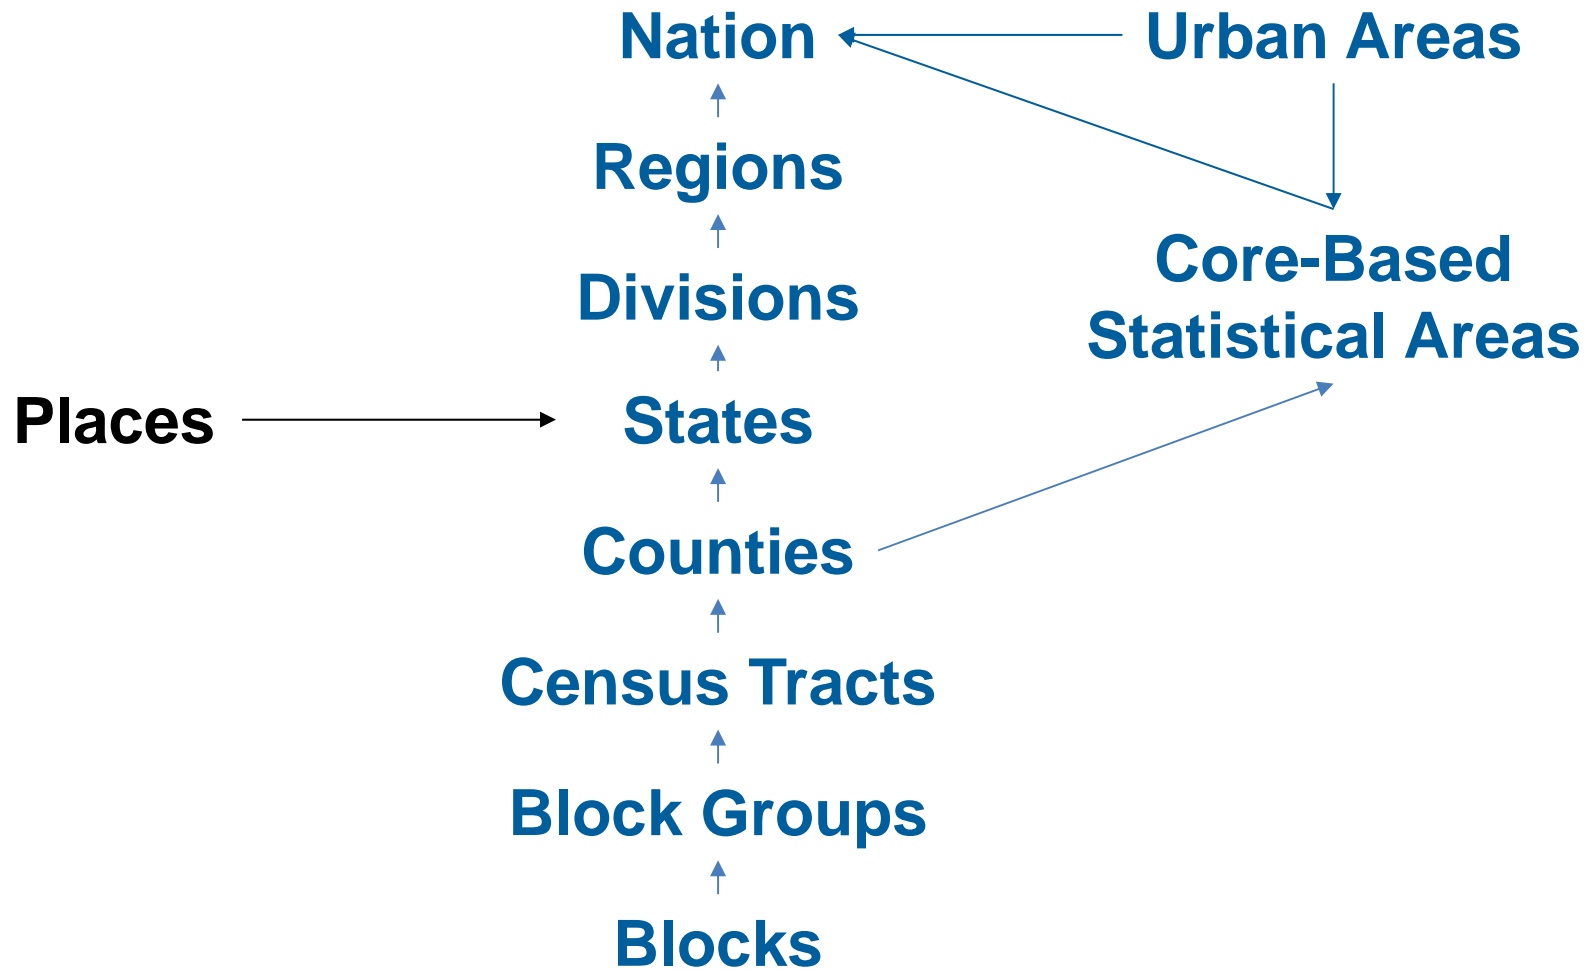 Nation
Urban Areas
Regions
Core-Based
Statistical Areas
Divisions
Places
States
Counties
Census Tracts
Block Groups
Blocks